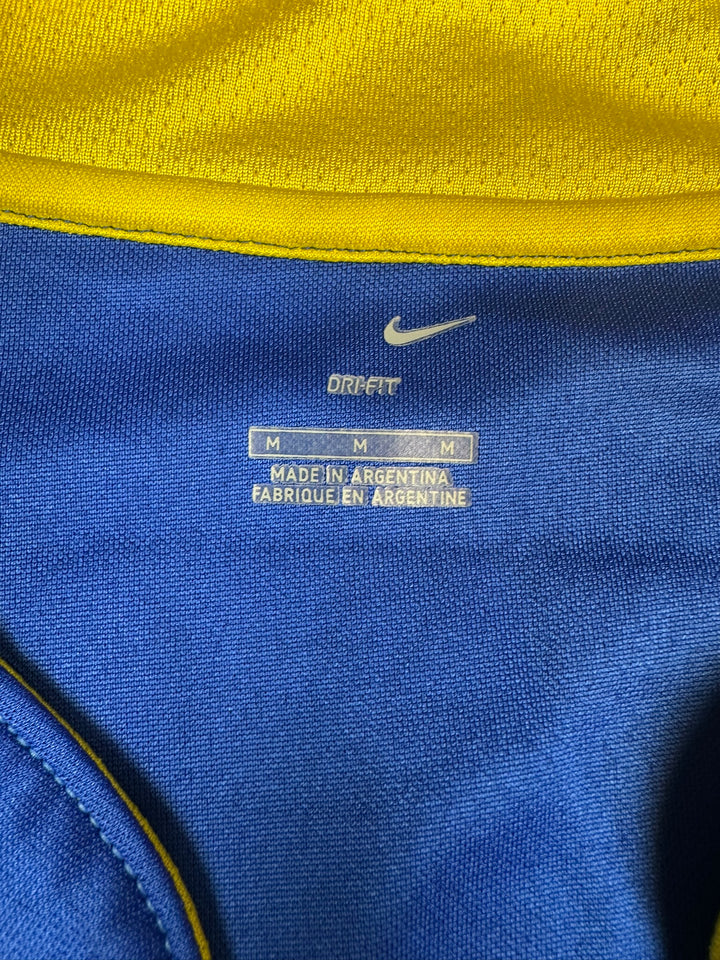 DRI-FIT
M M M
MADE IN ARGENTINA
FABRIQUE EN ARGENTINE